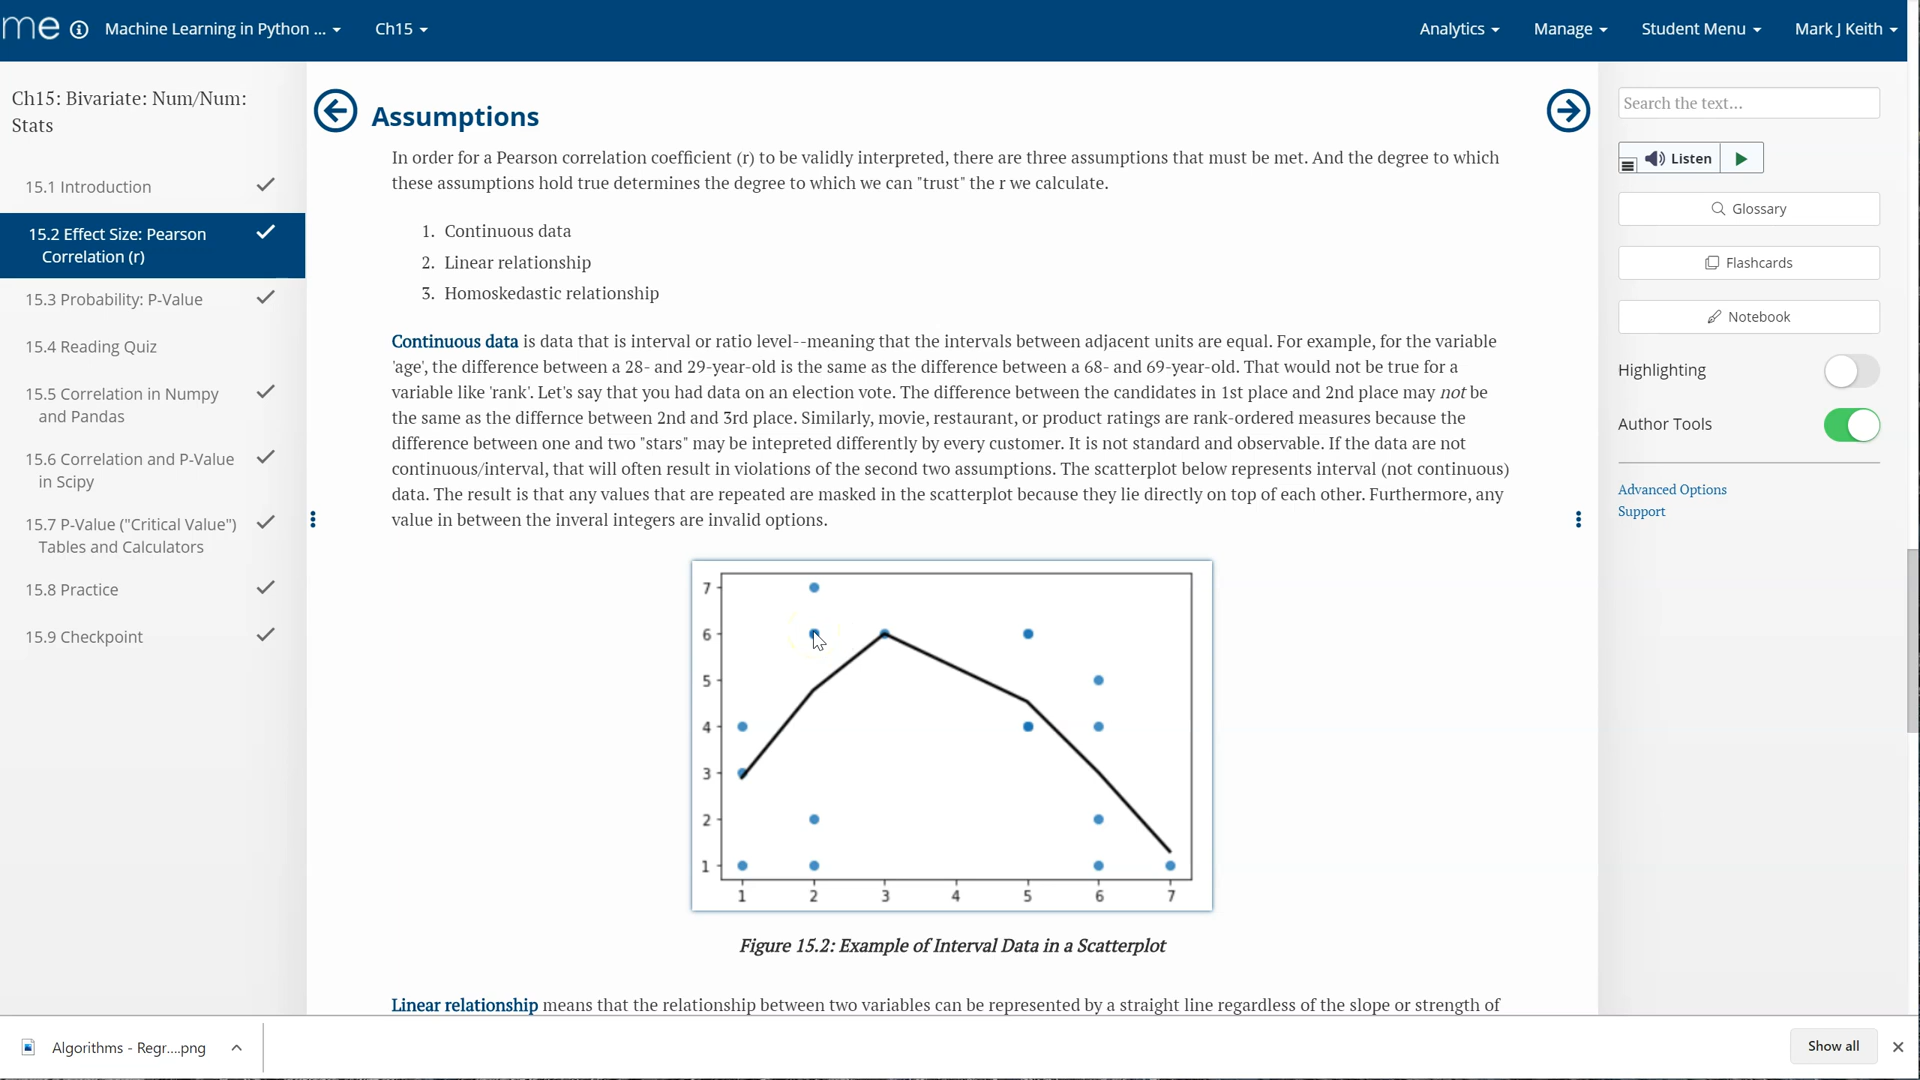 me Machine Learning in Python ... Ch15 Analytics Manage Student Menu Mark J Keith
Ch15: Bivariate: Num/Num:
Stats
15.1 Introduction
15.2 Effect Size: Pearson
Correlation (r)
15.3 Probability: P-Value
15.4 Reading Quiz
15.5 Correlation in Numpy
and Pandas
15.6 Correlation and P-Value
in Scipy
15.7 P-Value ("Critical Value")
Tables and Calculators
15.8 Practice
15.9 Checkpoint
Assumptions
In order for a Pearson correlation coefficient (r) to be validly interpreted, there are three assumptions that must be met. And the degree to which
these assumptions hold true determines the degree to which we can "trust" the r we calculate.
1. Continuous data
2. Linear relationship
3. Homoskedastic relationship
Continuous data is data that is interval or ratio level--meaning that the intervals between adjacent units are equal. For example, for the variable
'age', the difference between a 28- and 29-year-old is the same as the difference between a 68- and 69-year-old. That would not be true for a
variable like 'rank'. Let's say that you had data on an election vote. The difference between the candidates in 1st place and 2nd place may not be
the same as the differnce between 2nd and 3rd place. Similarly, movie, restaurant, or product ratings are rank-ordered measures because the
difference between one and two "stars" may be intepreted differently by every customer. It is not standard and observable. If the data are not
continuous/interval, that will often result in violations of the second two assumptions. The scatterplot below represents interval (not continuous)
data. The result is that any values that are repeated are masked in the scatterplot because they lie directly on top of each other. Furthermore, any
value in between the inveral integers are invalid options.
7
6
5
4
3
2
1
1 2 3 4 5 6 7
Figure 15.2: Example of Interval Data in a Scatterplot
Linear relationship means that the relationship between two variables can be represented by a straight line regardless of the slope or strength of
Search the text...
Listen
Glossary
Flashcards
Notebook
Highlighting
Author Tools
Advanced Options
Support
Algorithms - Regr....png
Show all